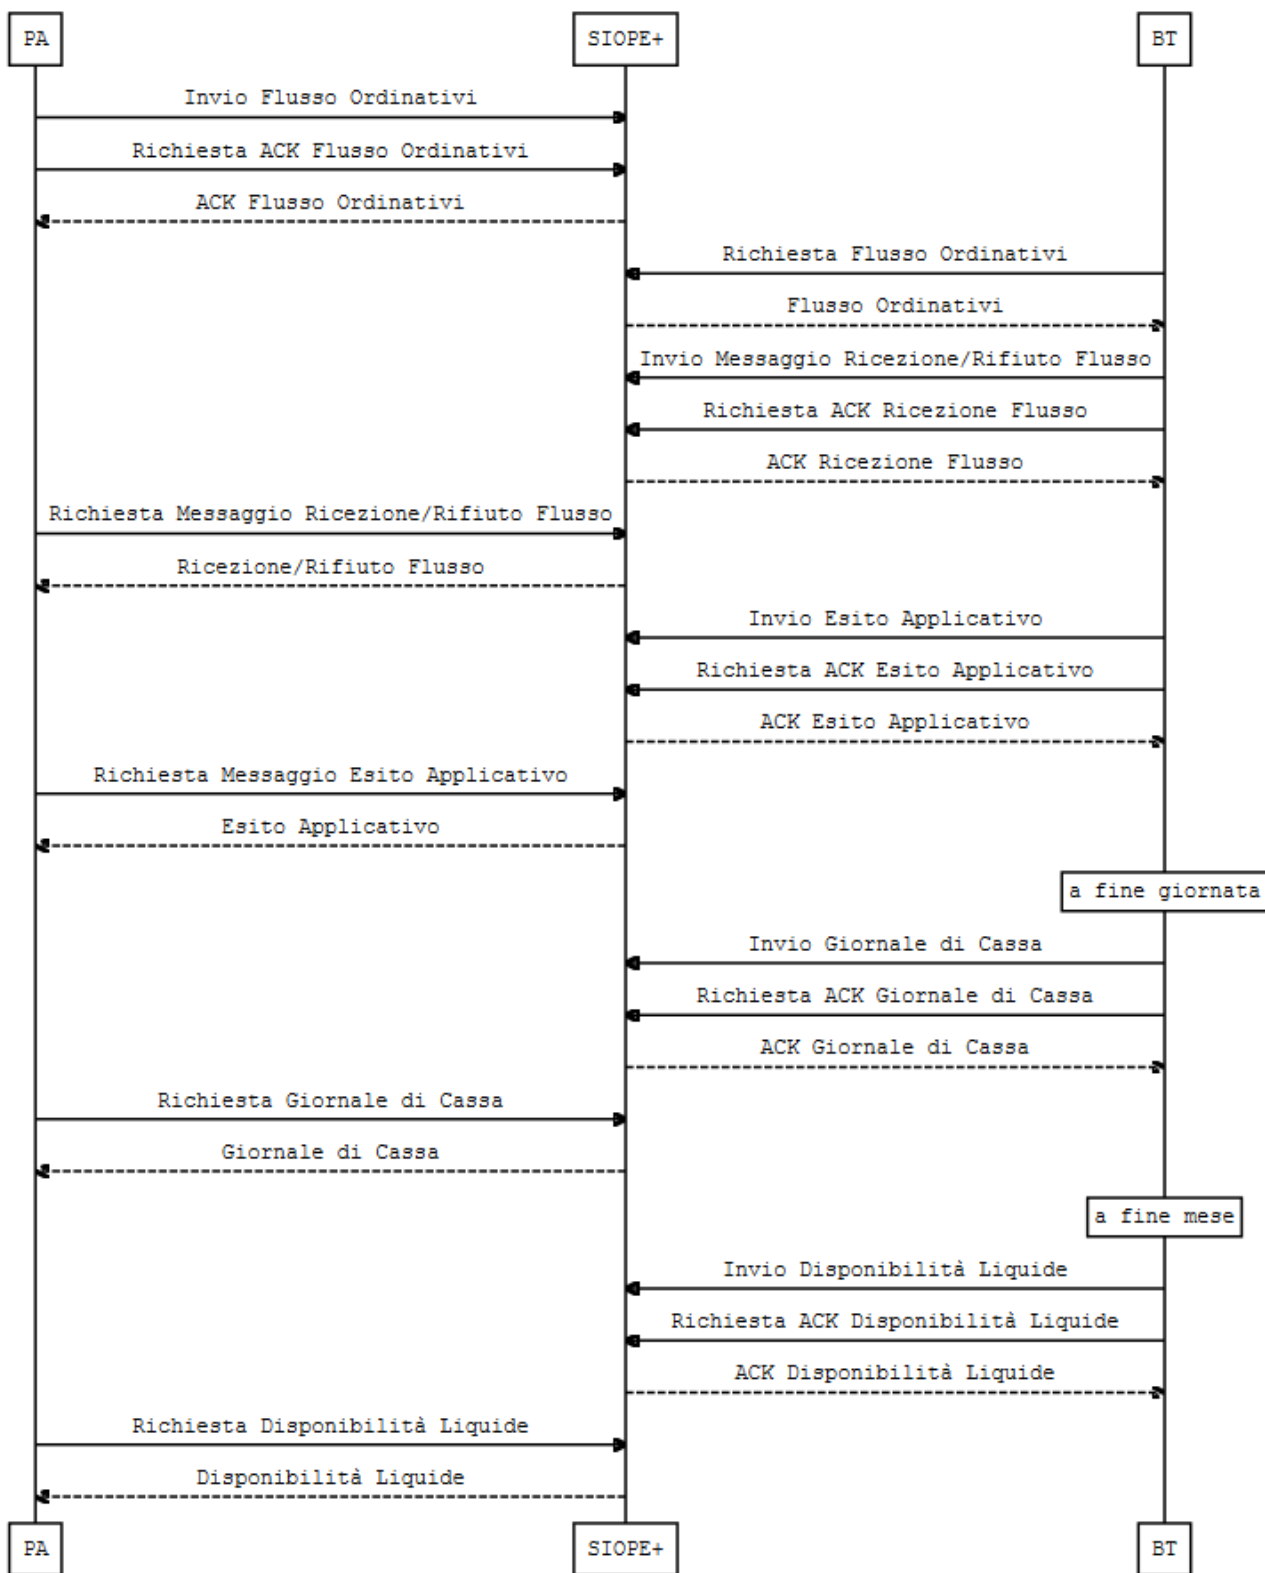 PA
SIOPE+
BT
Invio Flusso Ordinativi
Richiesta ACK Flusso Ordinativi
ACK Flusso Ordinativi
Richiesta Flusso Ordinativi
Flusso Ordinativi
Invio Messaggio Ricezione/Rifiuto Flusso
Richiesta ACK Ricezione Flusso
ACK Ricezione Flusso
Richiesta Messaggio Ricezione/Rifiuto Flusso
Ricezione/Rifiuto Flusso
Invio Esito Applicativo
Richiesta ACK Esito Applicativo
ACK Esito Applicativo
Richiesta Messaggio Esito Applicativo
Esito Applicativo
a fine giornata
Invio Giornale di Cassa
Richiesta ACK Giornale di Cassa
ACK Giornale di Cassa
Richiesta Giornale di Cassa
Giornale di Cassa
a fine mese
Invio Disponibilità Liquide
Richiesta ACK Disponibilità Liquide
ACK Disponibilità Liquide
Richiesta Disponibilità Liquide
Disponibilità Liquide
PA
SIOPE+
BT